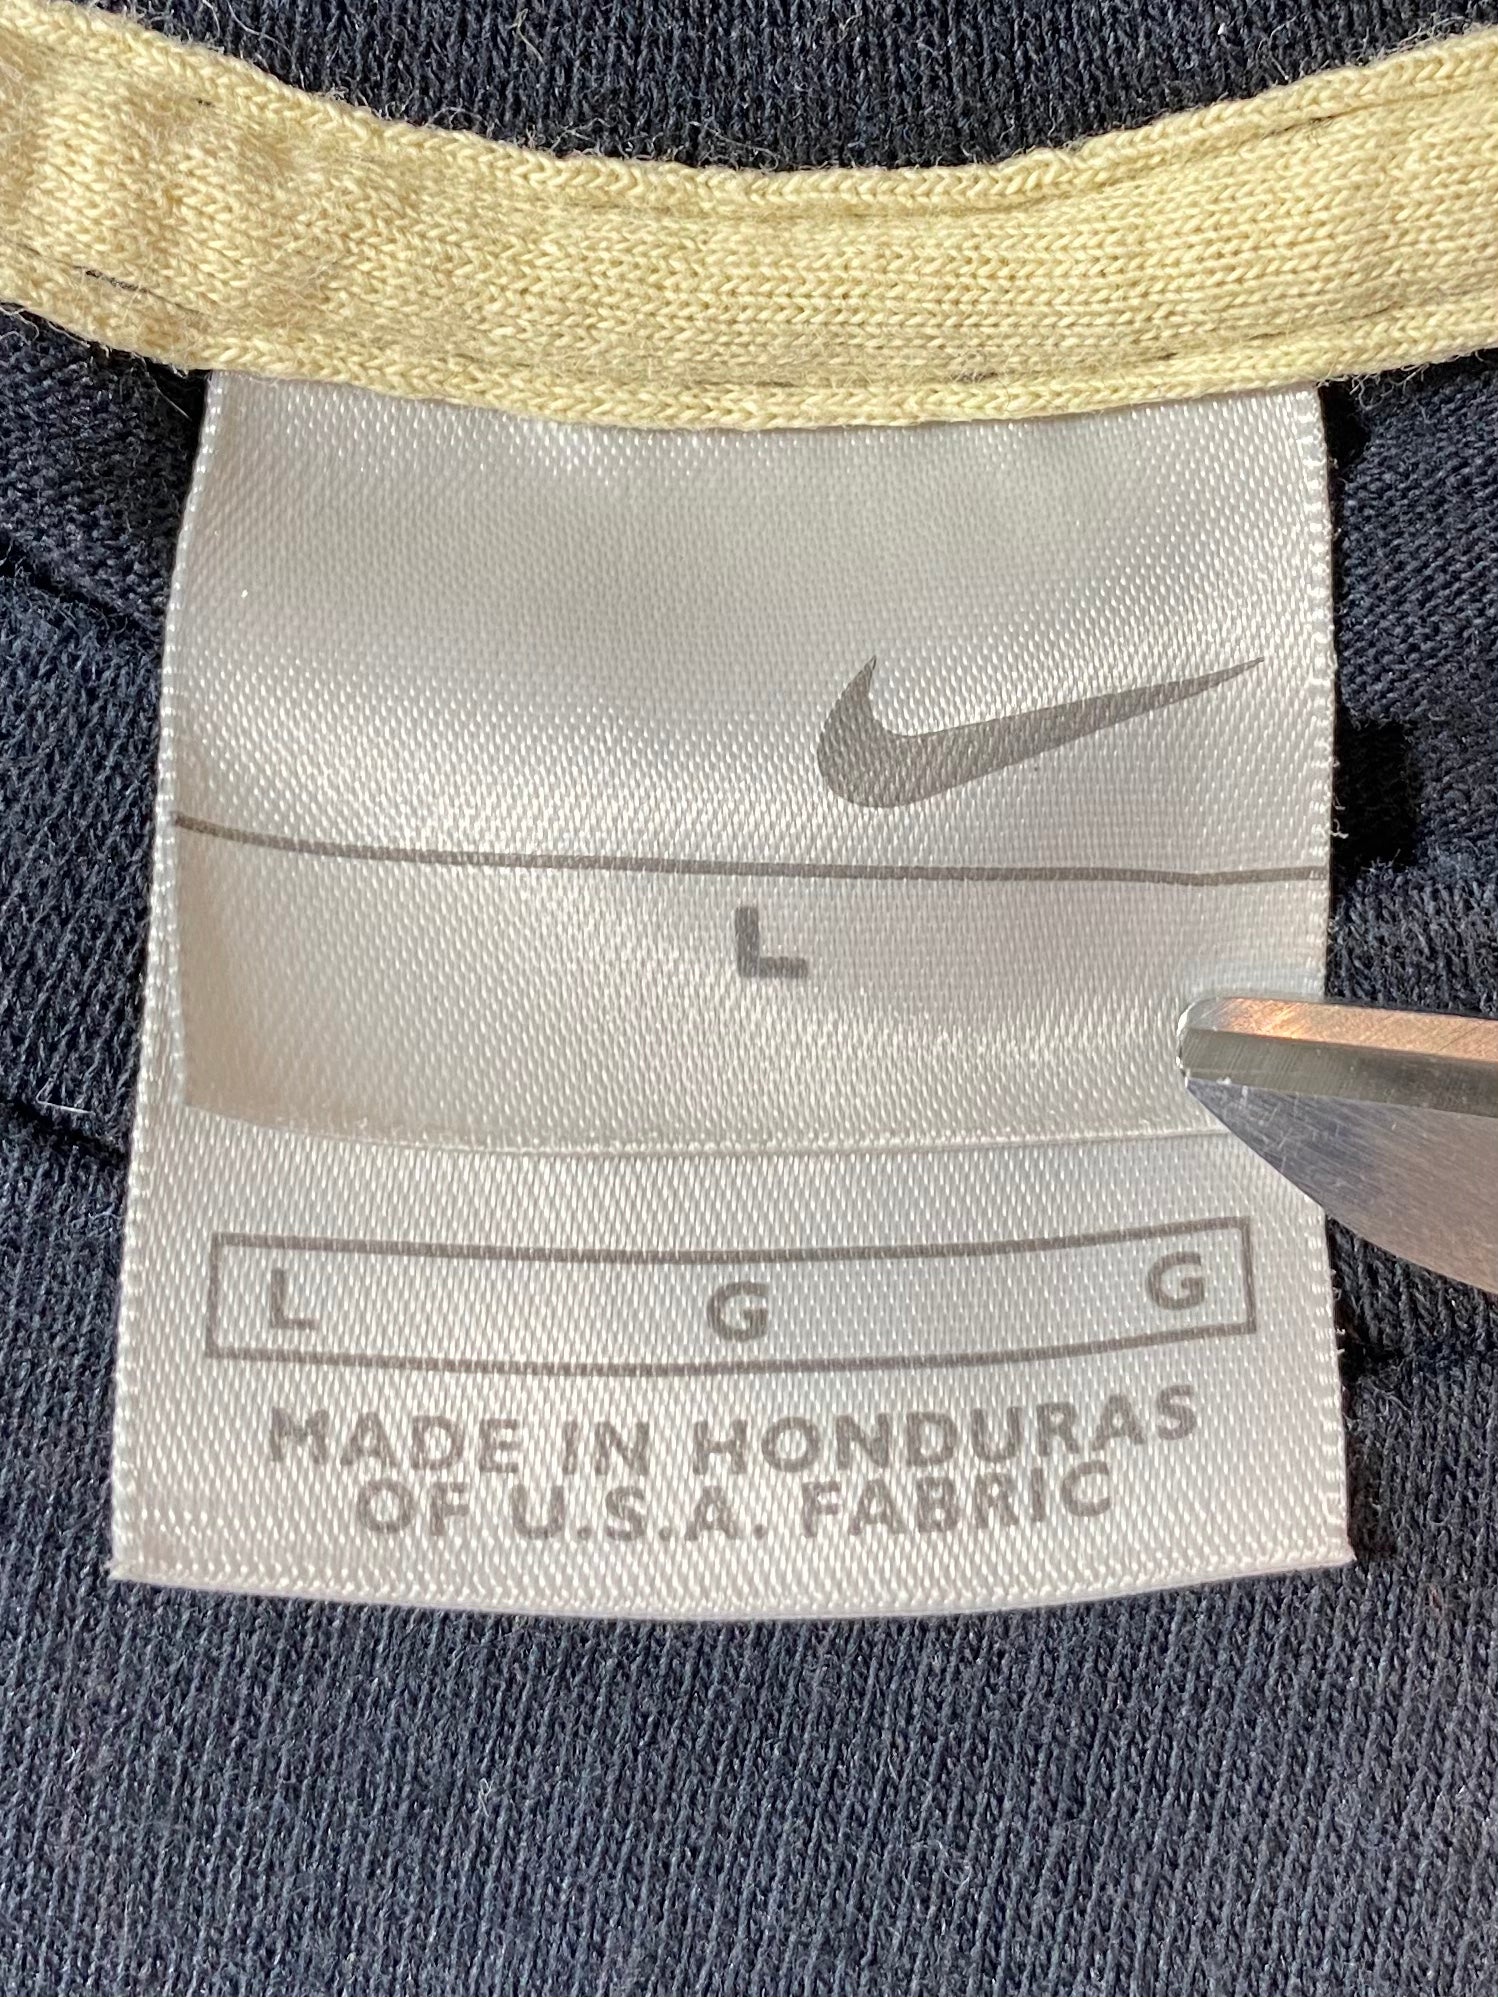 L
L G G
MADE IN HONDURAS
OF U.S.A. FABRIC